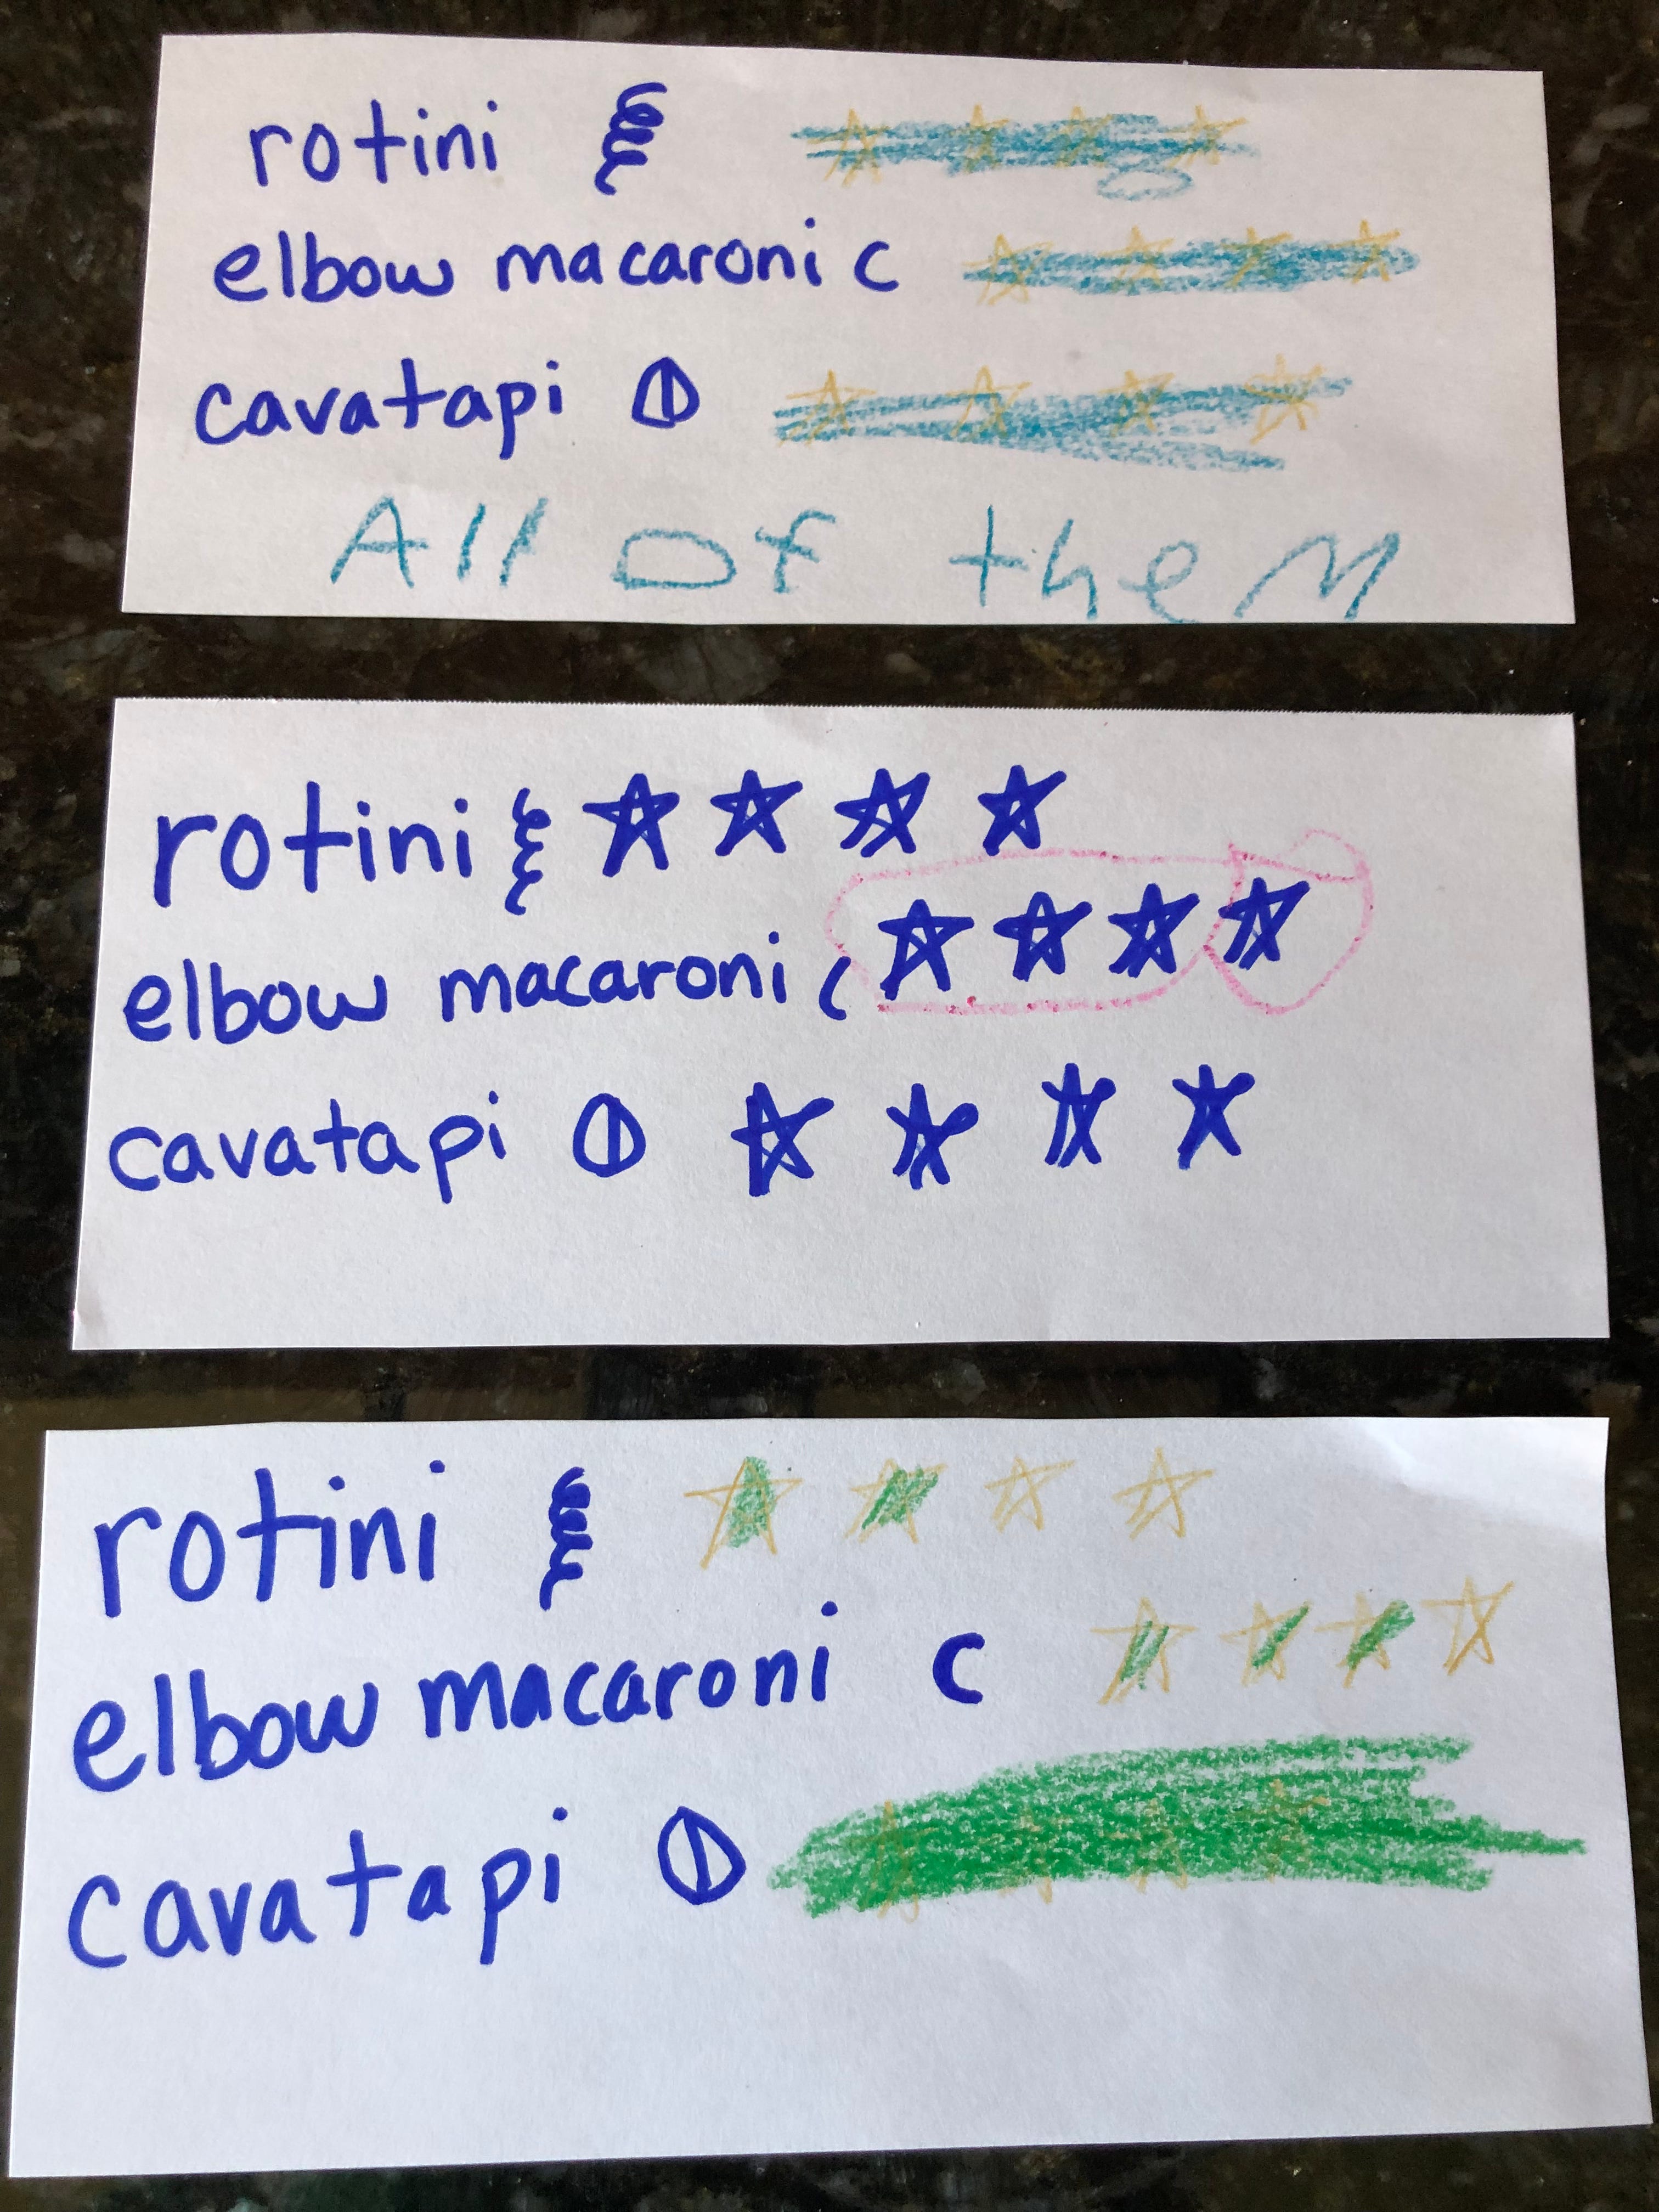 rotini
elbow macaroni
cavatapi
All Of theM
rotini
elbow macaroni
cavatapi
rotini
elbow macaroni
cavatapi